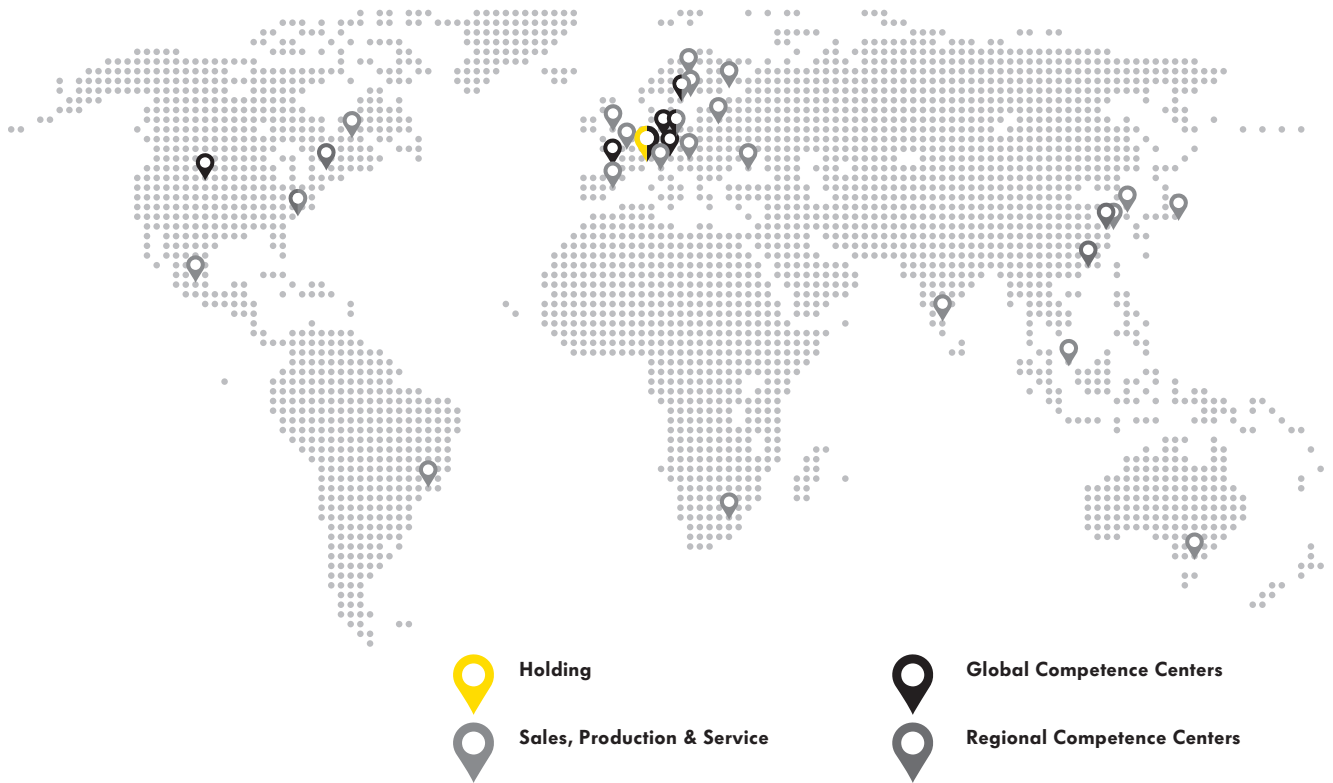 Holding
Global Competence Centers
Sales, Production & Service
Regional Competence Centers